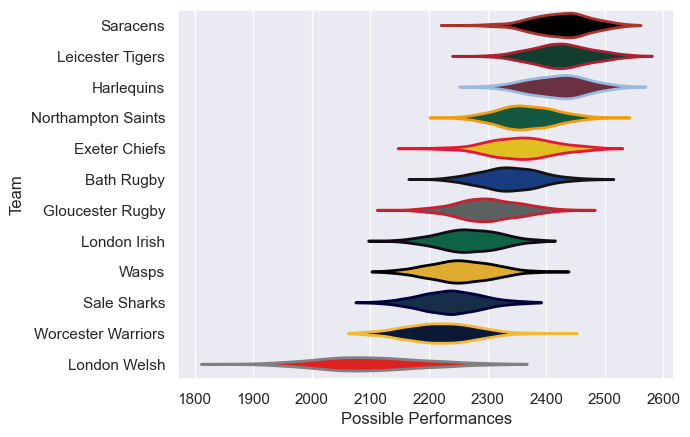 Saracens
Leicester Tigers
Harlequins
Northampton Saints
Exeter Chiefs
Bath Rugby
Gloucester Rugby
London Irish
Wasps
Sale Sharks
Worcester Warriors
London Welsh
Team
1800 1900 2000 2100 2200 2300 2400 2500 2600
Possible Performances